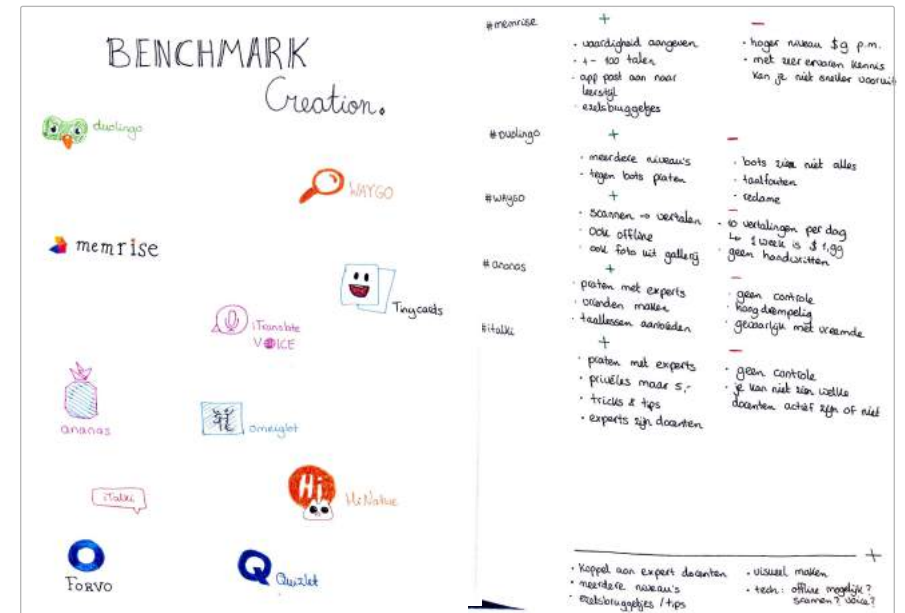 BENCHMARK
Creation.
duolingo
WAYGO
memrise
Tinycards
iTranslate
VOICE
ananas
omeiglot
iTalki
HiNative
FORVO
Quizlet
#memrise
+
-
• vaardigheid aangeven
• +- 100 talen
• app past aan naar
leerstijl
• ezelsbruggetjes
• hoger niveau $9 p.m.
• met zeer ervaren kennis
kan je niet sneller vooruit
#Duolingo
+
-
• meerdere niveau's
• tegen bots praten
• bots zien niet alles
• taalfouten
• reclame
#WAYGO
+
-
• scannen → vertalen
• ook offline
• ook foto uit gallerij
• 10 vertalingen per dag
↳ 1 week is $1,99
• geen handwritten
#ananas
+
-
• praten met experts
• vrienden maken
• taallessen aanbieden
• geen controle
• hoogdrempelig
• gevaarlijk met vreemde
#italki
+
-
• praten met experts
• privéles maar 5,-
• tricks & tips
• experts zijn docenten
• geen controle
• je kan niet zien welke
docenten actief zijn of niet
+
• Koppel aan expert docenten
• meerdere niveau's
• ezelsbruggetjes / tips
• visueel maken
• tech: offline mogelijk?
scannen? voice?